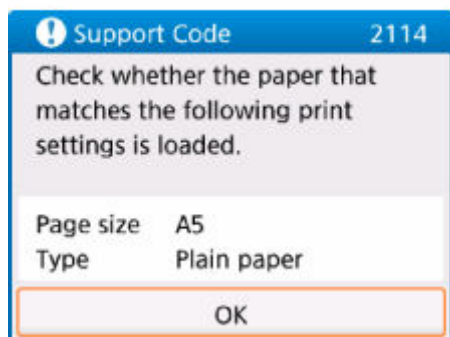 Support Code 2114
Check whether the paper that
matches the following print
settings is loaded.
Page size A5
Type Plain paper
OK